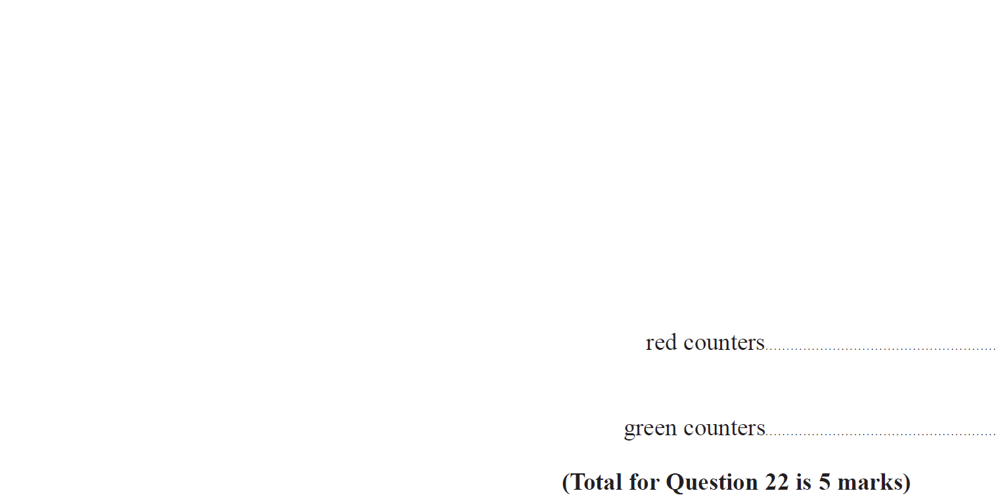 red counters......................................................
green counters......................................................
(Total for Question 22 is 5 marks)